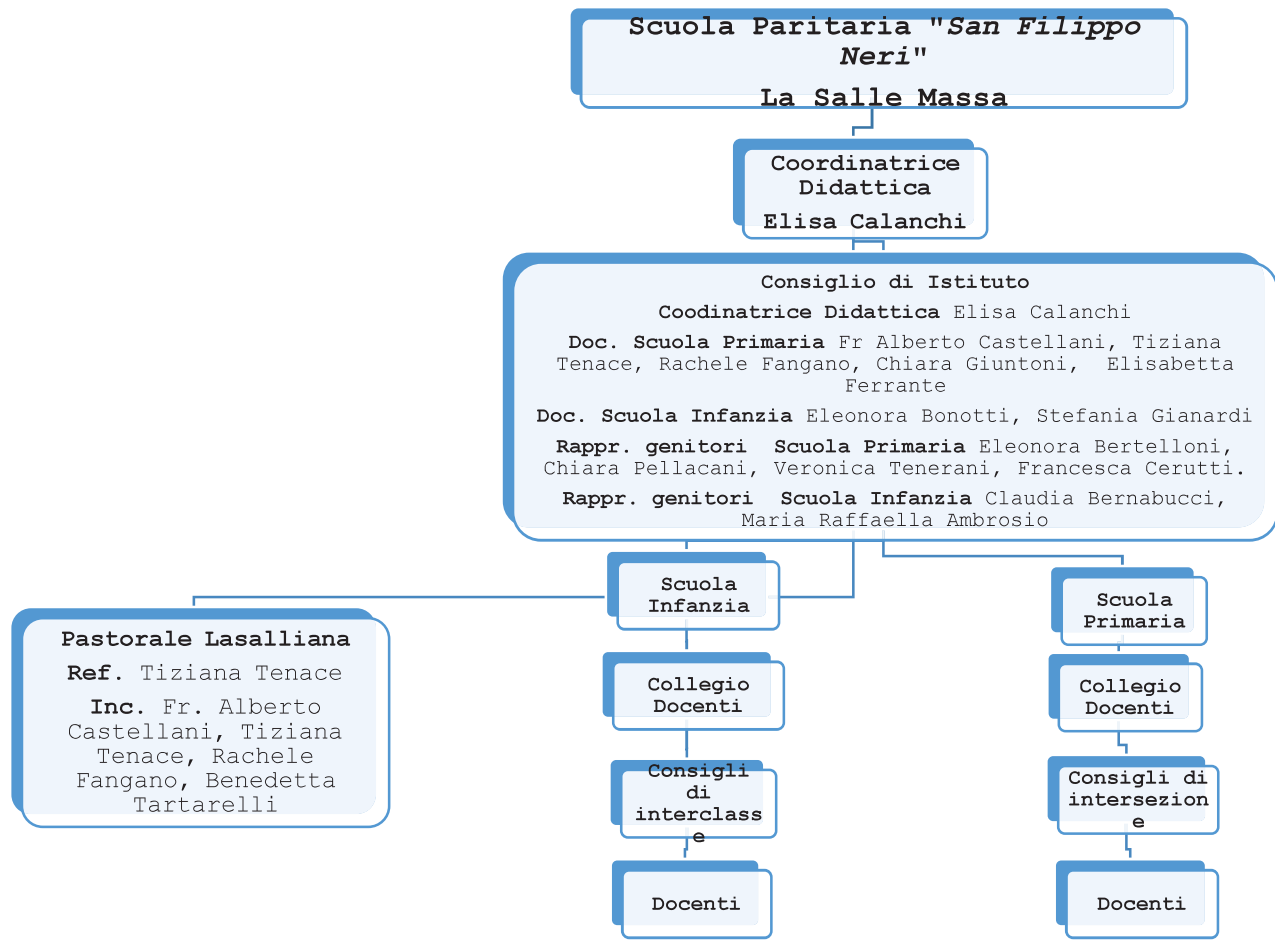 Scuola Paritaria "San Filippo
Neri"
La Salle Massa
Coordinatrice
Didattica
Elisa Calanchi
Consiglio di Istituto
Coodinatrice Didattica Elisa Calanchi
Doc. Scuola Primaria Fr Alberto Castellani, Tiziana
Tenace, Rachele Fangano, Chiara Giuntoni, Elisabetta
Ferrante
Doc. Scuola Infanzia Eleonora Bonotti, Stefania Gianardi
Rappr. genitori Scuola Primaria Eleonora Bertelloni,
Chiara Pellacani, Veronica Tenerani, Francesca Cerutti.
Rappr. genitori Scuola Infanzia Claudia Bernabucci,
Maria Raffaella Ambrosio
Pastorale Lasalliana
Ref. Tiziana Tenace
Inc. Fr. Alberto
Castellani, Tiziana
Tenace, Rachele
Fangano, Benedetta
Tartarelli
Scuola
Infanzia
Collegio
Docenti
Consigli
di
interclass
e
Docenti
Scuola
Primaria
Collegio
Docenti
Consigli di
intersezion
e
Docenti